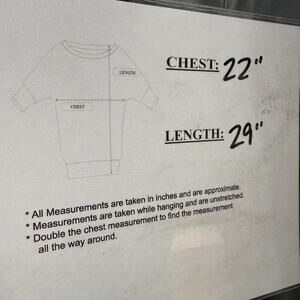 LENGTH
CHEST
CHEST: 22"
LENGTH: 29"
* All Measurements are taken in inches and are approximate.
* Measurements are taken while hanging and are unstretched.
* Double the chest measurement to find the measurement
all the way around.